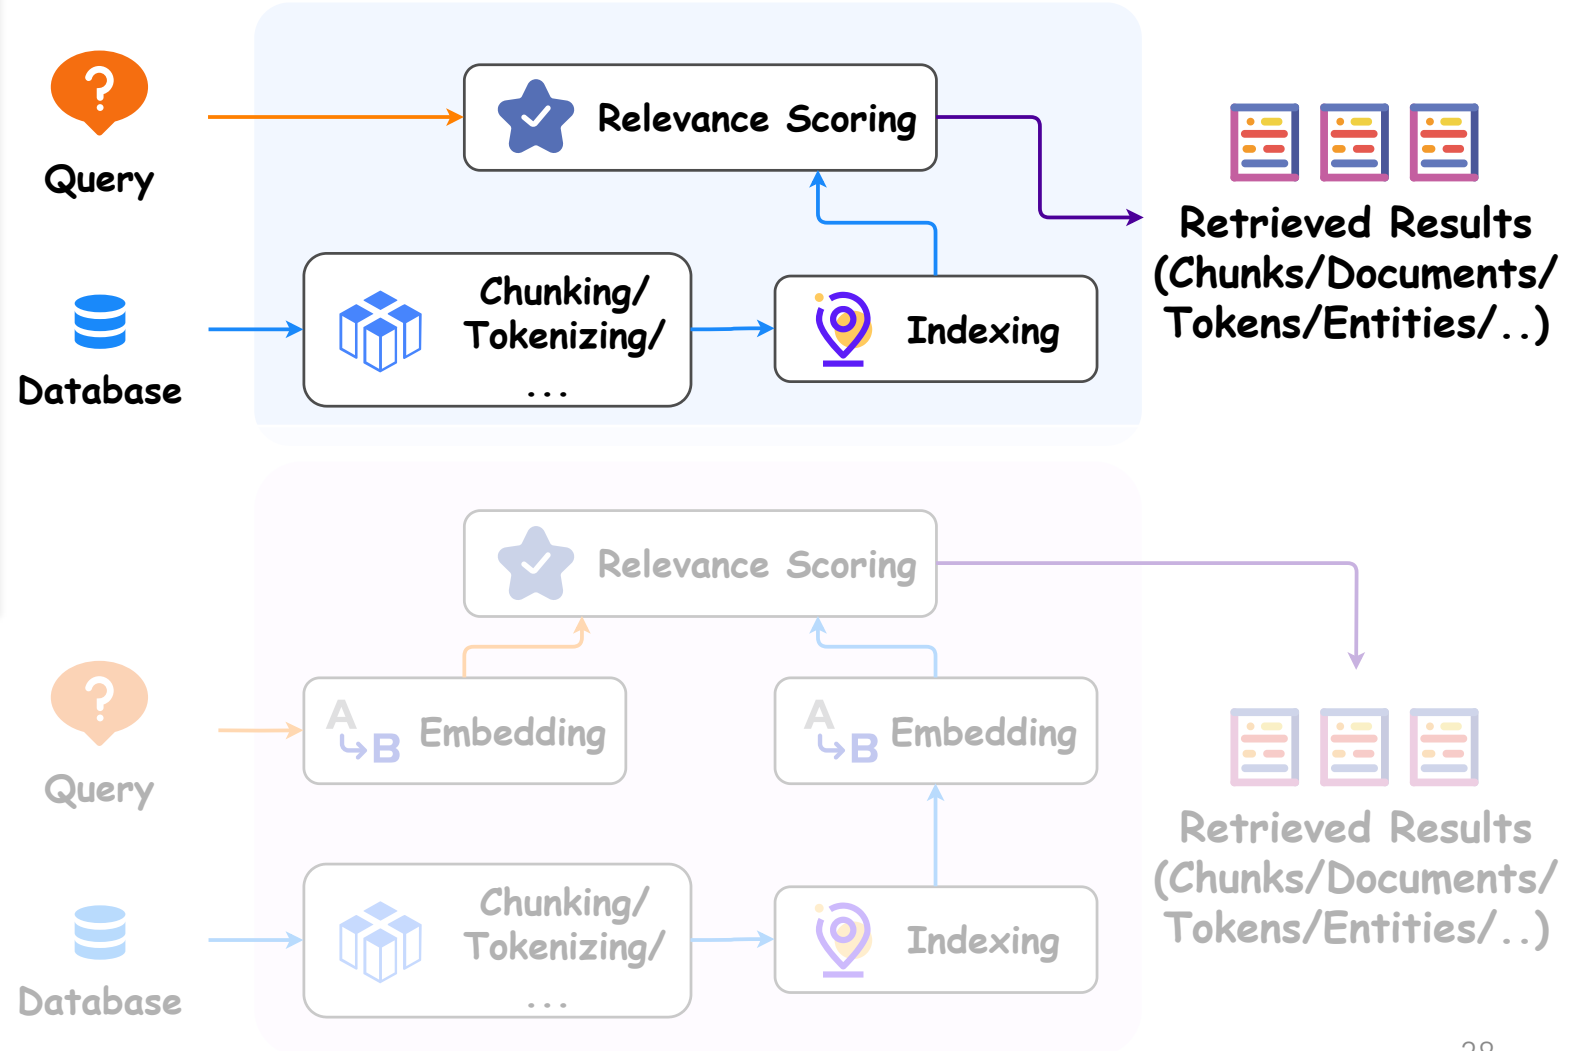 Query
Relevance Scoring
Database
Chunking/
Tokenizing/
...
Indexing
Retrieved Results
(Chunks/Documents/
Tokens/Entities/..)
Relevance Scoring
Query
A
B
Embedding
A
B
Embedding
Database
Chunking/
Tokenizing/
...
Indexing
Retrieved Results
(Chunks/Documents/
Tokens/Entities/..)